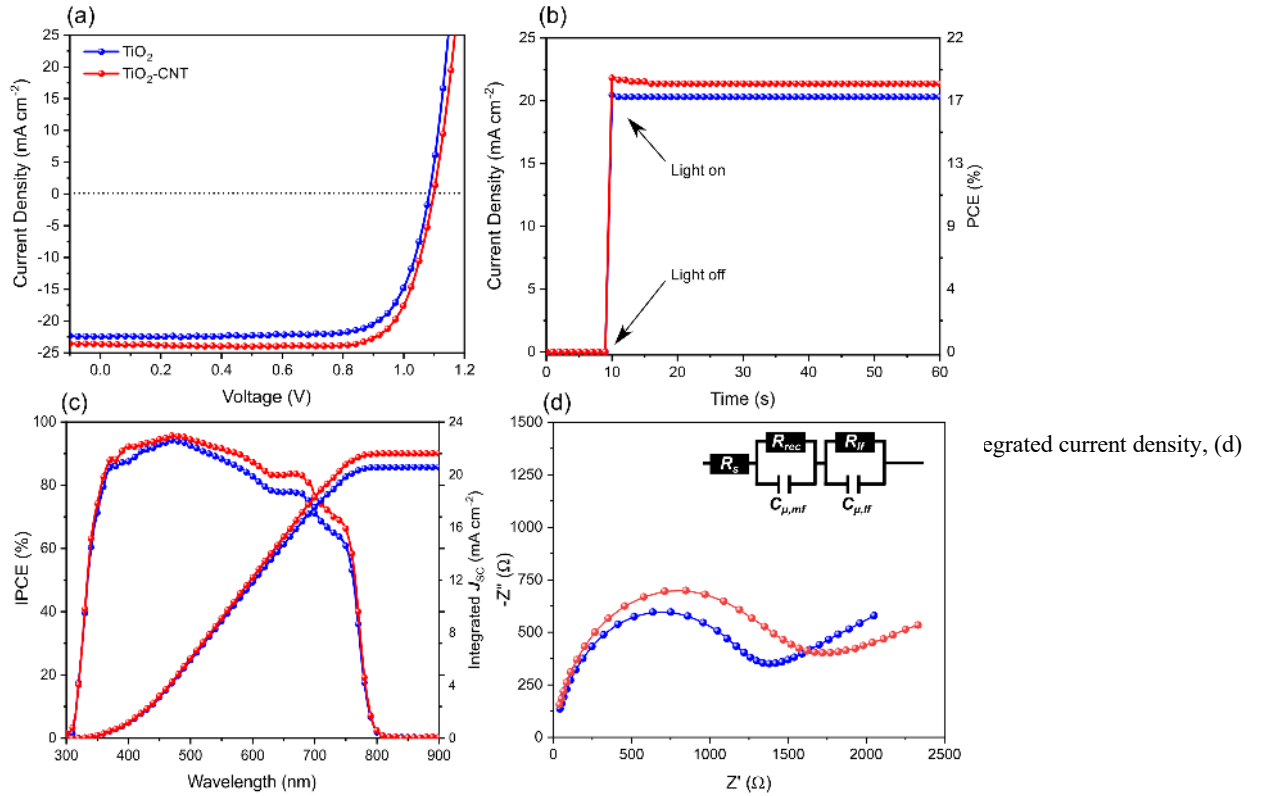 (a)
TiO2
TiO2-CNT
25
20
15
10
5
0
-5
-10
-15
-20
-25
0.0
0.2
0.4
0.6
0.8
1.0
1.2
Current Density (mA cm-2)
Voltage (V)
(b)
25
20
15
10
5
0
22
17
13
9
4
0
Light on
Light off
0
10
20
30
40
50
60
Current Density (mA cm-2)
PCE (%)
Time (s)
(c)
100
80
60
40
20
0
24
20
16
12
8
4
0
300
400
500
600
700
800
900
IPCE (%)
Integrated JSC (mA cm-2)
Wavelength (nm)
(d)
-1500
-1250
-1000
-750
-500
-250
0
Rs
Rrec
Rlf
Cμ,mf
Cμ,lf
0
500
1000
1500
2000
2500
-Z" (Ω)
Z' (Ω)
egrated current density, (d)